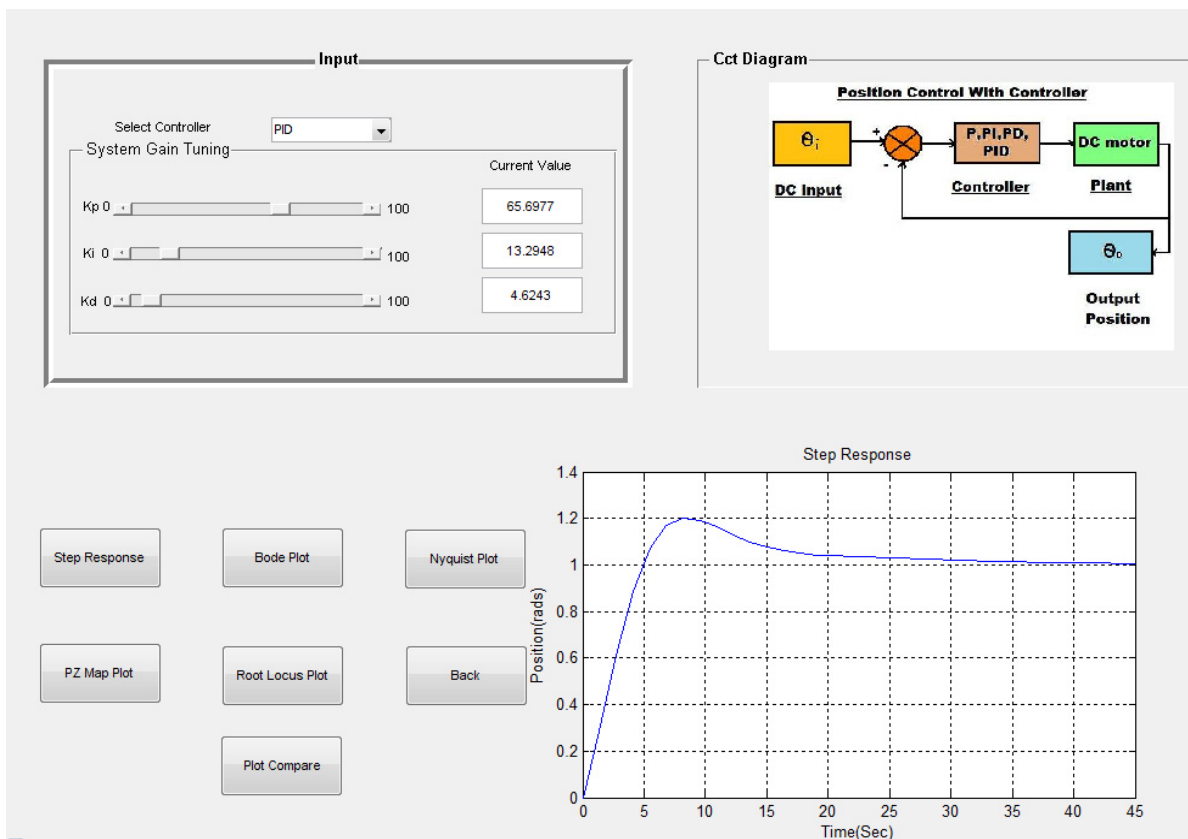 Input
Select Controller PID
System Gain Tuning
Current Value
Kp 0 100 65.6977
Ki 0 100 13.2948
Kd 0 100 4.6243
Cct Diagram
Position Control With Controller
θi
+
-
P,PI,PD,
PID
DC motor
DC Input
Controller
Plant
θo
Output
Position
Step Response
Bode Plot
Nyquist Plot
PZ Map Plot
Root Locus Plot
Back
Plot Compare
Step Response
Position(rads)
1.4
1.2
1
0.8
0.6
0.4
0.2
0
0 5 10 15 20 25 30 35 40 45
Time(Sec)